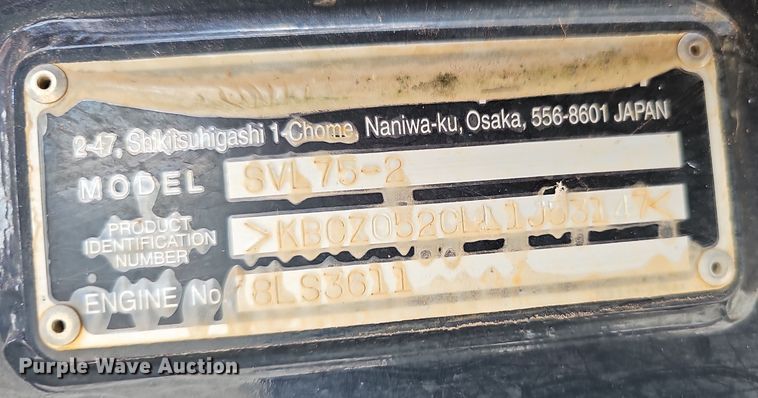 2-47, Shikitsuhigashi 1-Chome, Naniwa-ku, Osaka, 556-8601 JAPAN
MODEL SVL75-2
PRODUCT IDENTIFICATION NUMBER >KBCZ052CLA1J53147<
ENGINE No. 8LS3611
Purple Wave Auction